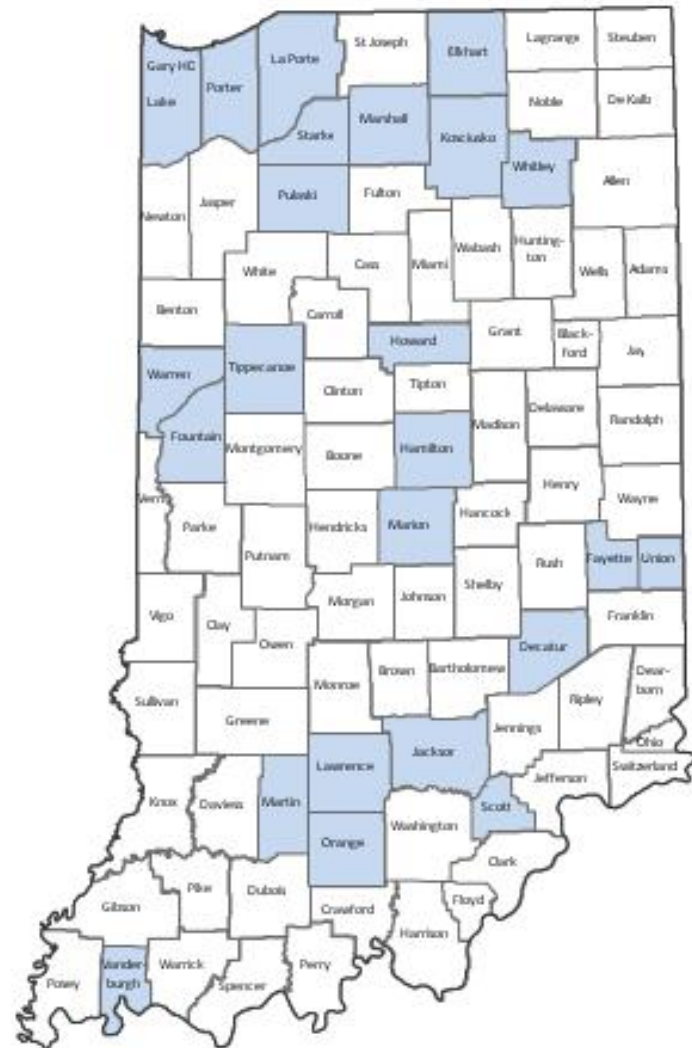 St Joseph
Elkhart
Lagrange
Steuben
Gary HC
La Porte
Porter
Lake
Noble
De Kalb
Starke
Marshall
Kosciusko
Whitley
Allen
Newton
Jasper
Pulaski
Fulton
White
Cass
Miami
Wabash
Hunting-
ton
Wells
Adams
Benton
Carroll
Howard
Grant
Black-
ford
Jay
Warren
Tippecanoe
Clinton
Tipton
Madison
Delaware
Randolph
Fountain
Montgomery
Boone
Hamilton
Henry
Wayne
Parke
Hendricks
Marion
Hancock
Putnam
Rush
Fayette
Union
Vigo
Clay
Owen
Morgan
Johnson
Shelby
Franklin
Decatur
Sullivan
Greene
Monroe
Brown
Bartholomew
Jennings
Ripley
Dear-
born
Ohio
Switzerland
Knox
Daviess
Martin
Lawrence
Jackson
Scott
Jefferson
Orange
Washington
Clark
Gibson
Pike
Dubois
Crawford
Harrison
Floyd
Posey
Vander-
burgh
Warrick
Spencer
Perry